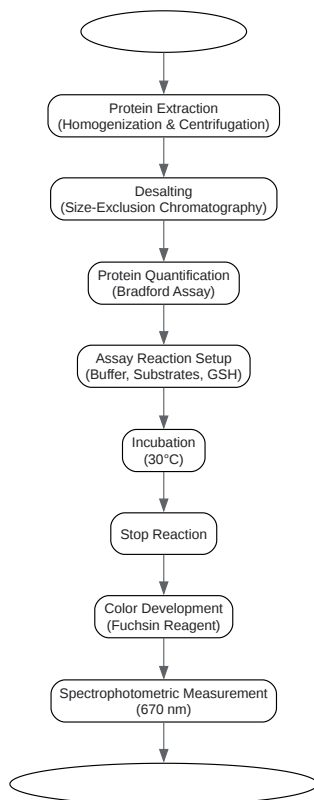 Protein Extraction
(Homogenization & Centrifugation)
Desalting
(Size-Exclusion Chromatography)
Protein Quantification
(Bradford Assay)
Assay Reaction Setup
(Buffer, Substrates, GSH)
Incubation
(30°C)
Stop Reaction
Color Development
(Fuchsin Reagent)
Spectrophotometric Measurement
(670 nm)